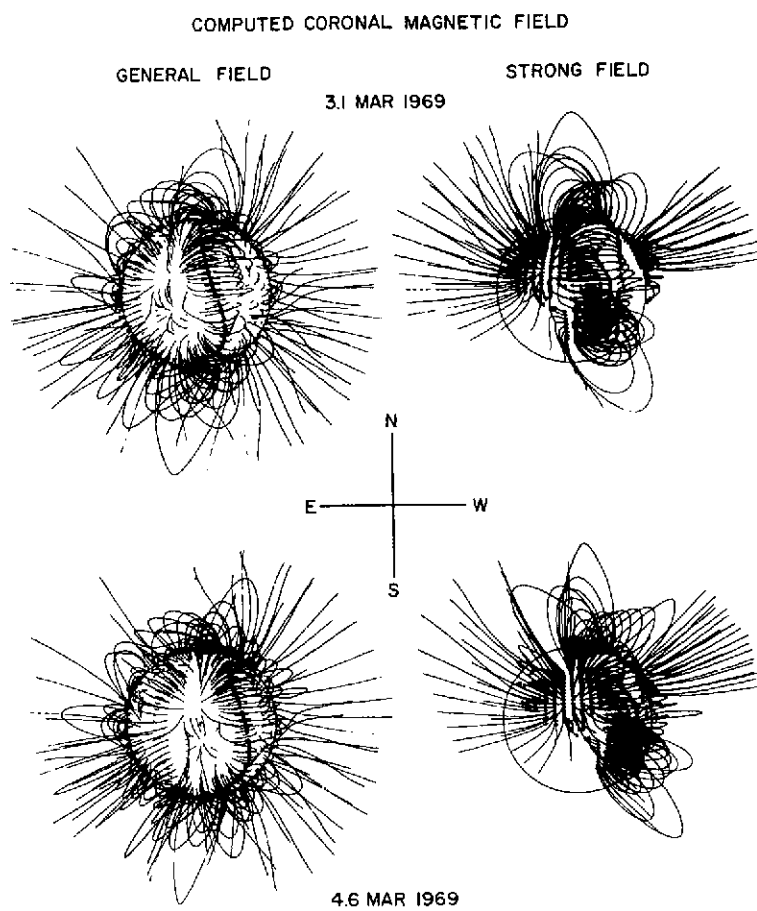 COMPUTED CORONAL MAGNETIC FIELD
GENERAL FIELD
STRONG FIELD
3.1 MAR 1969
N
E
W
S
4.6 MAR 1969